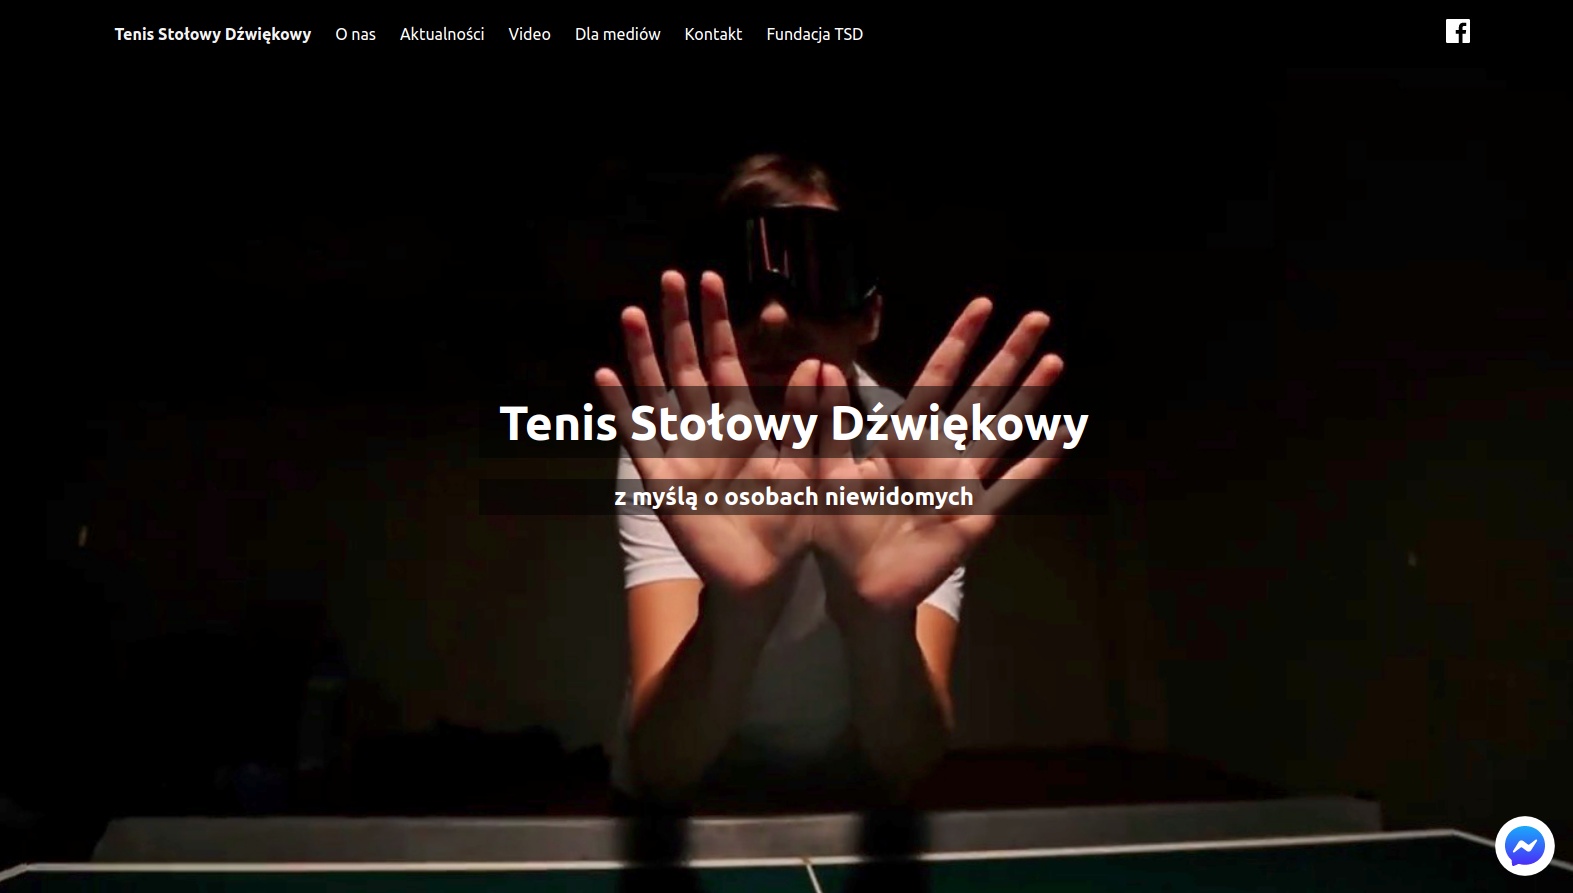 Tenis Stołowy Dźwiękowy O nas Aktualności Video Dla mediów Kontakt Fundacja TSD
Tenis Stołowy Dźwiękowy
z myślą o osobach niewidomych